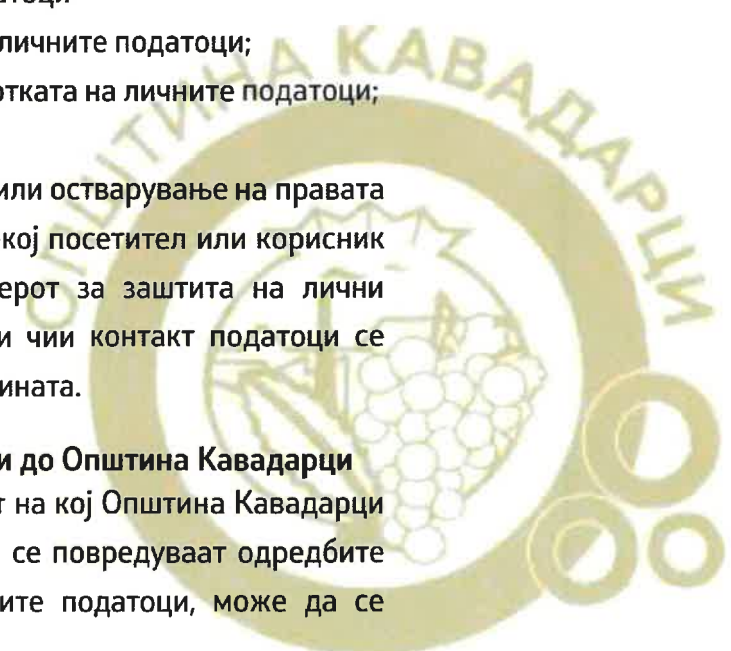 личните податоци;
отката на личните податоци;
или остварување на правата
кој посетител или корисник
ерот за заштита на лични
и чии контакт податоци се
ината.
и до Општина Кавадарци
т на кој Општина Кавадарци
се повредуваат одредбите
ите податоци, може да се
ОПШТИНА КАВАДАРЦИ